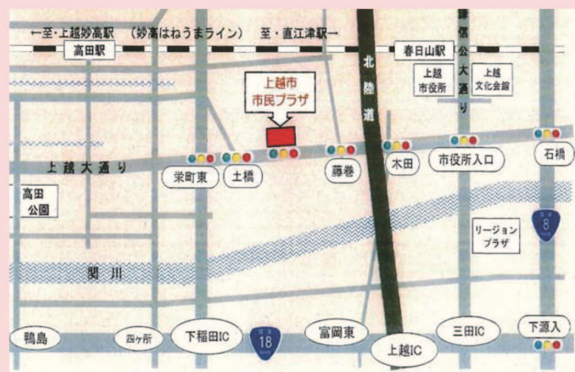 ←至・上越妙高駅 (妙高はねうまライン) 至・直江津駅→
高田駅
春日山駅
北陸道
謙信公大通り
上越
市役所
上越
文化会館
上越市
市民プラザ
上越大通り
栄町東
土橋
藤巻
木田
市役所入口
石橋
高田
公園
関川
リージョン
プラザ
8
鴨島
四ヶ所
下稲田IC
18
富岡東
上越IC
三田IC
下源入